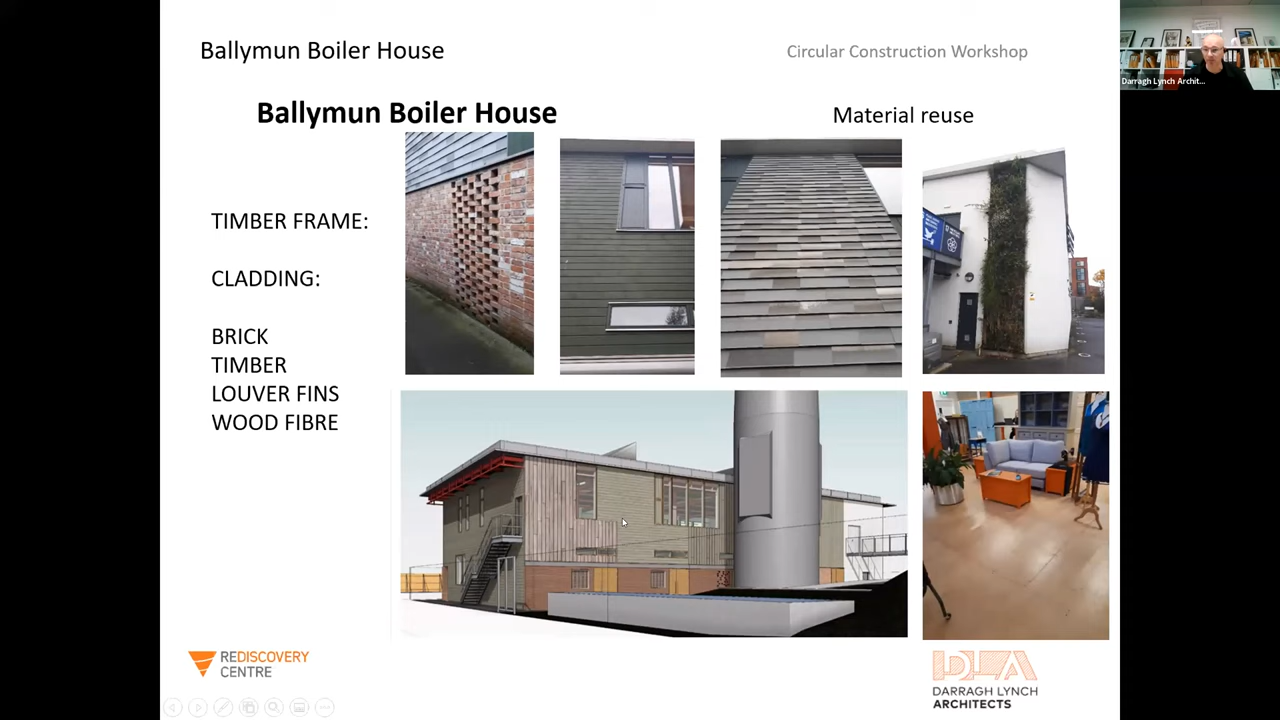 Ballymun Boiler House
Circular Construction Workshop
Darragh Lynch Archit...
Ballymun Boiler House
Material reuse
TIMBER FRAME:
CLADDING:
BRICK
TIMBER
LOUVER FINS
WOOD FIBRE
REDISCOVERY
CENTRE
DLA
DARRAGH LYNCH
ARCHITECTS